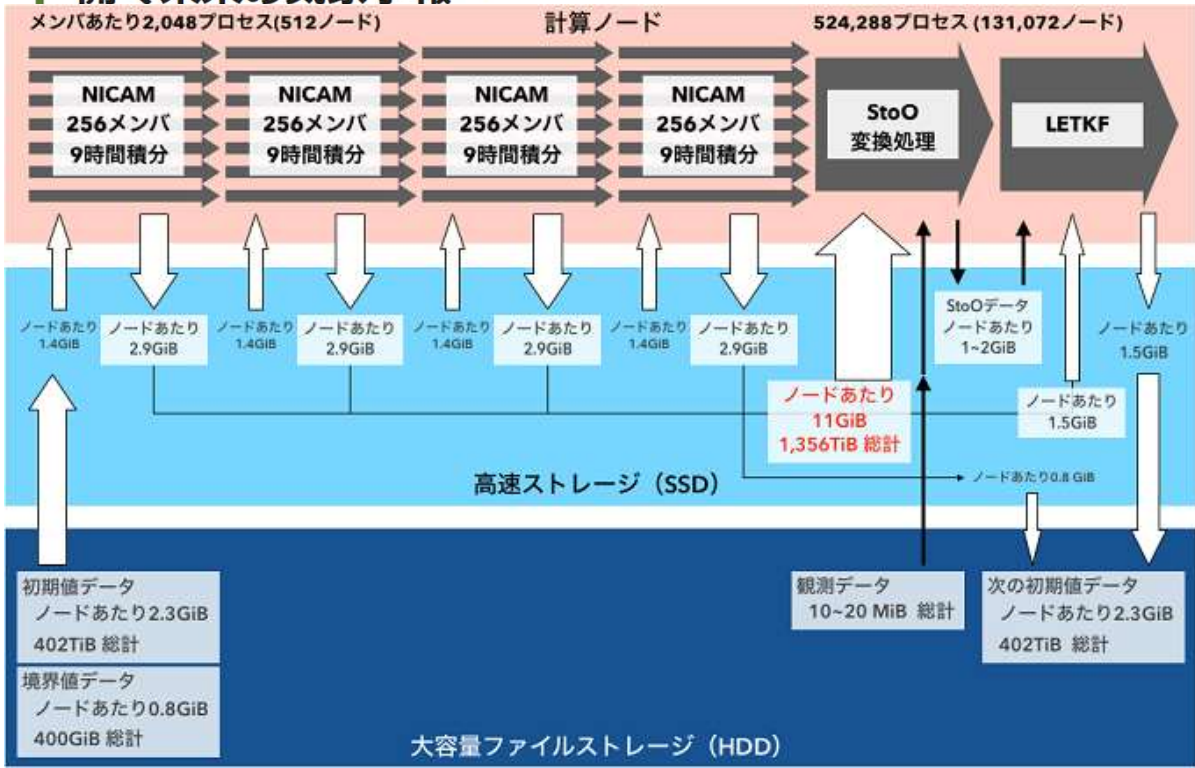 メンバあたり2,048プロセス(512ノード)
計算ノード
524,288プロセス (131,072ノード)
NICAM
256メンバ
9時間積分
NICAM
256メンバ
9時間積分
NICAM
256メンバ
9時間積分
NICAM
256メンバ
9時間積分
StoO
変換処理
LETKF
ノードあたり
1.4GiB
ノードあたり
2.9GiB
ノードあたり
1.4GiB
ノードあたり
2.9GiB
ノードあたり
1.4GiB
ノードあたり
2.9GiB
ノードあたり
1.4GiB
ノードあたり
2.9GiB
StoOデータ
ノードあたり
1~2GiB
ノードあたり
1.5GiB
ノードあたり
11GiB
1,356TiB 総計
ノードあたり
1.5GiB
高速ストレージ（SSD）
ノードあたり0.8 GiB
初期値データ
ノードあたり2.3GiB
402TiB 総計
観測データ
10~20 MiB 総計
次の初期値データ
ノードあたり2.3GiB
402TiB 総計
境界値データ
ノードあたり0.8GiB
400GiB 総計
大容量ファイルストレージ（HDD）